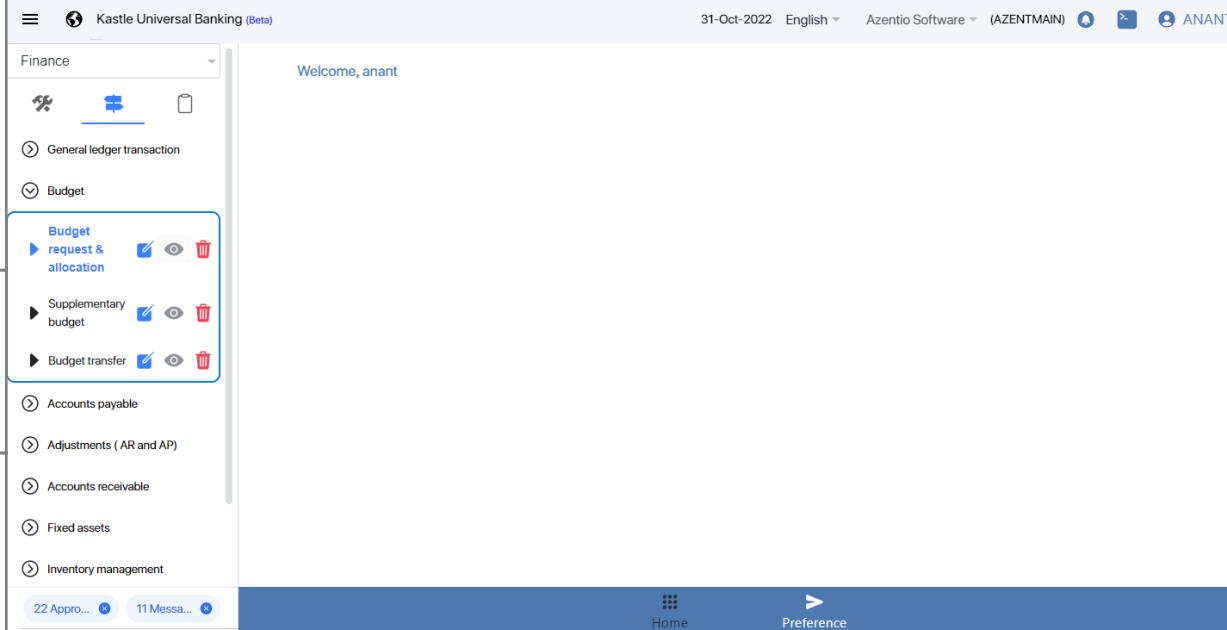 Kastle Universal Banking (Beta)
31-Oct-2022 English Azentio Software (AZENTMAIN) ANANT
Finance
Welcome, anant
General ledger transaction
Budget
Budget
request &
allocation
Supplementary
budget
Budget transfer
Accounts payable
Adjustments ( AR and AP)
Accounts receivable
Fixed assets
Inventory management
22 Appro... 11 Messa...
Home Preference